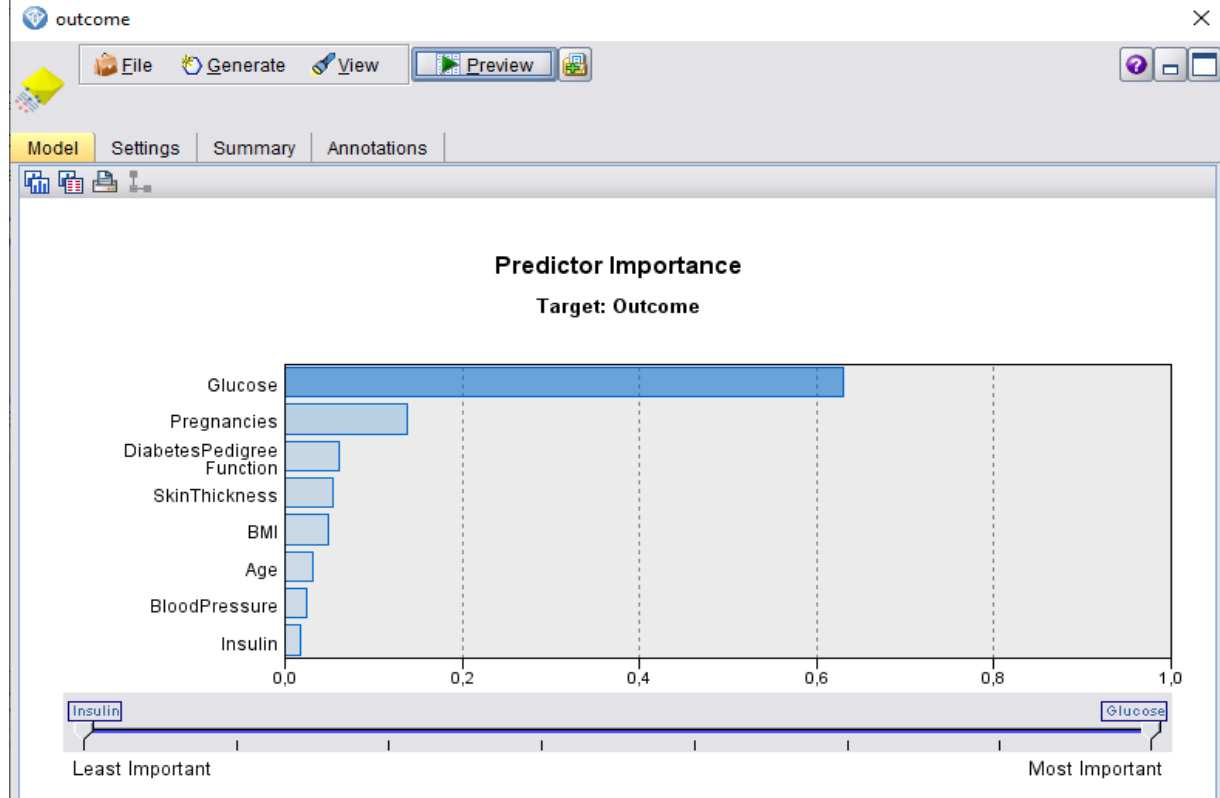 outcome
File Generate View Preview
Model Settings Summary Annotations
Predictor Importance
Target: Outcome
Glucose
Pregnancies
DiabetesPedigree
Function
SkinThickness
BMI
Age
BloodPressure
Insulin
0,0 0,2 0,4 0,6 0,8 1,0
Insulin Glucose
Least Important Most Important